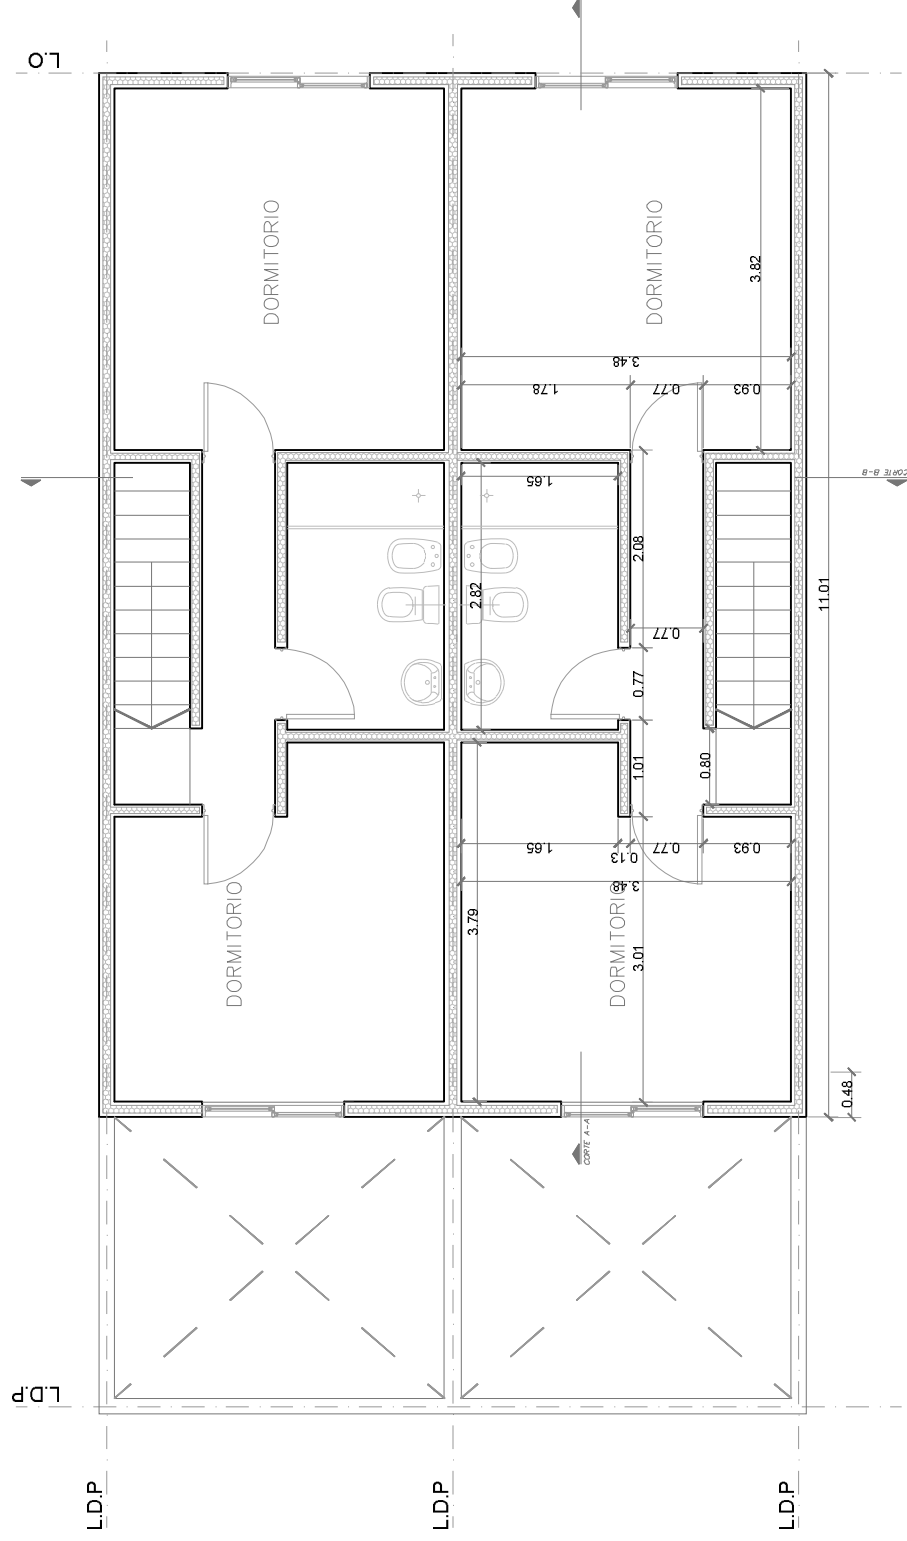 L.O
DORMITORIO
DORMITORIO
3.82
3.48
1.78
0.77
0.93
CORTE B-B
1.65
2.08
2.82
11.01
0.77
0.77
1.01
0.80
1.65
0.13
0.77
0.93
3.48
DORMITORIO
DORMITORIO
3.79
3.01
0.48
CORTE A-A
L.D.P
L.D.P
L.D.P
L.D.P